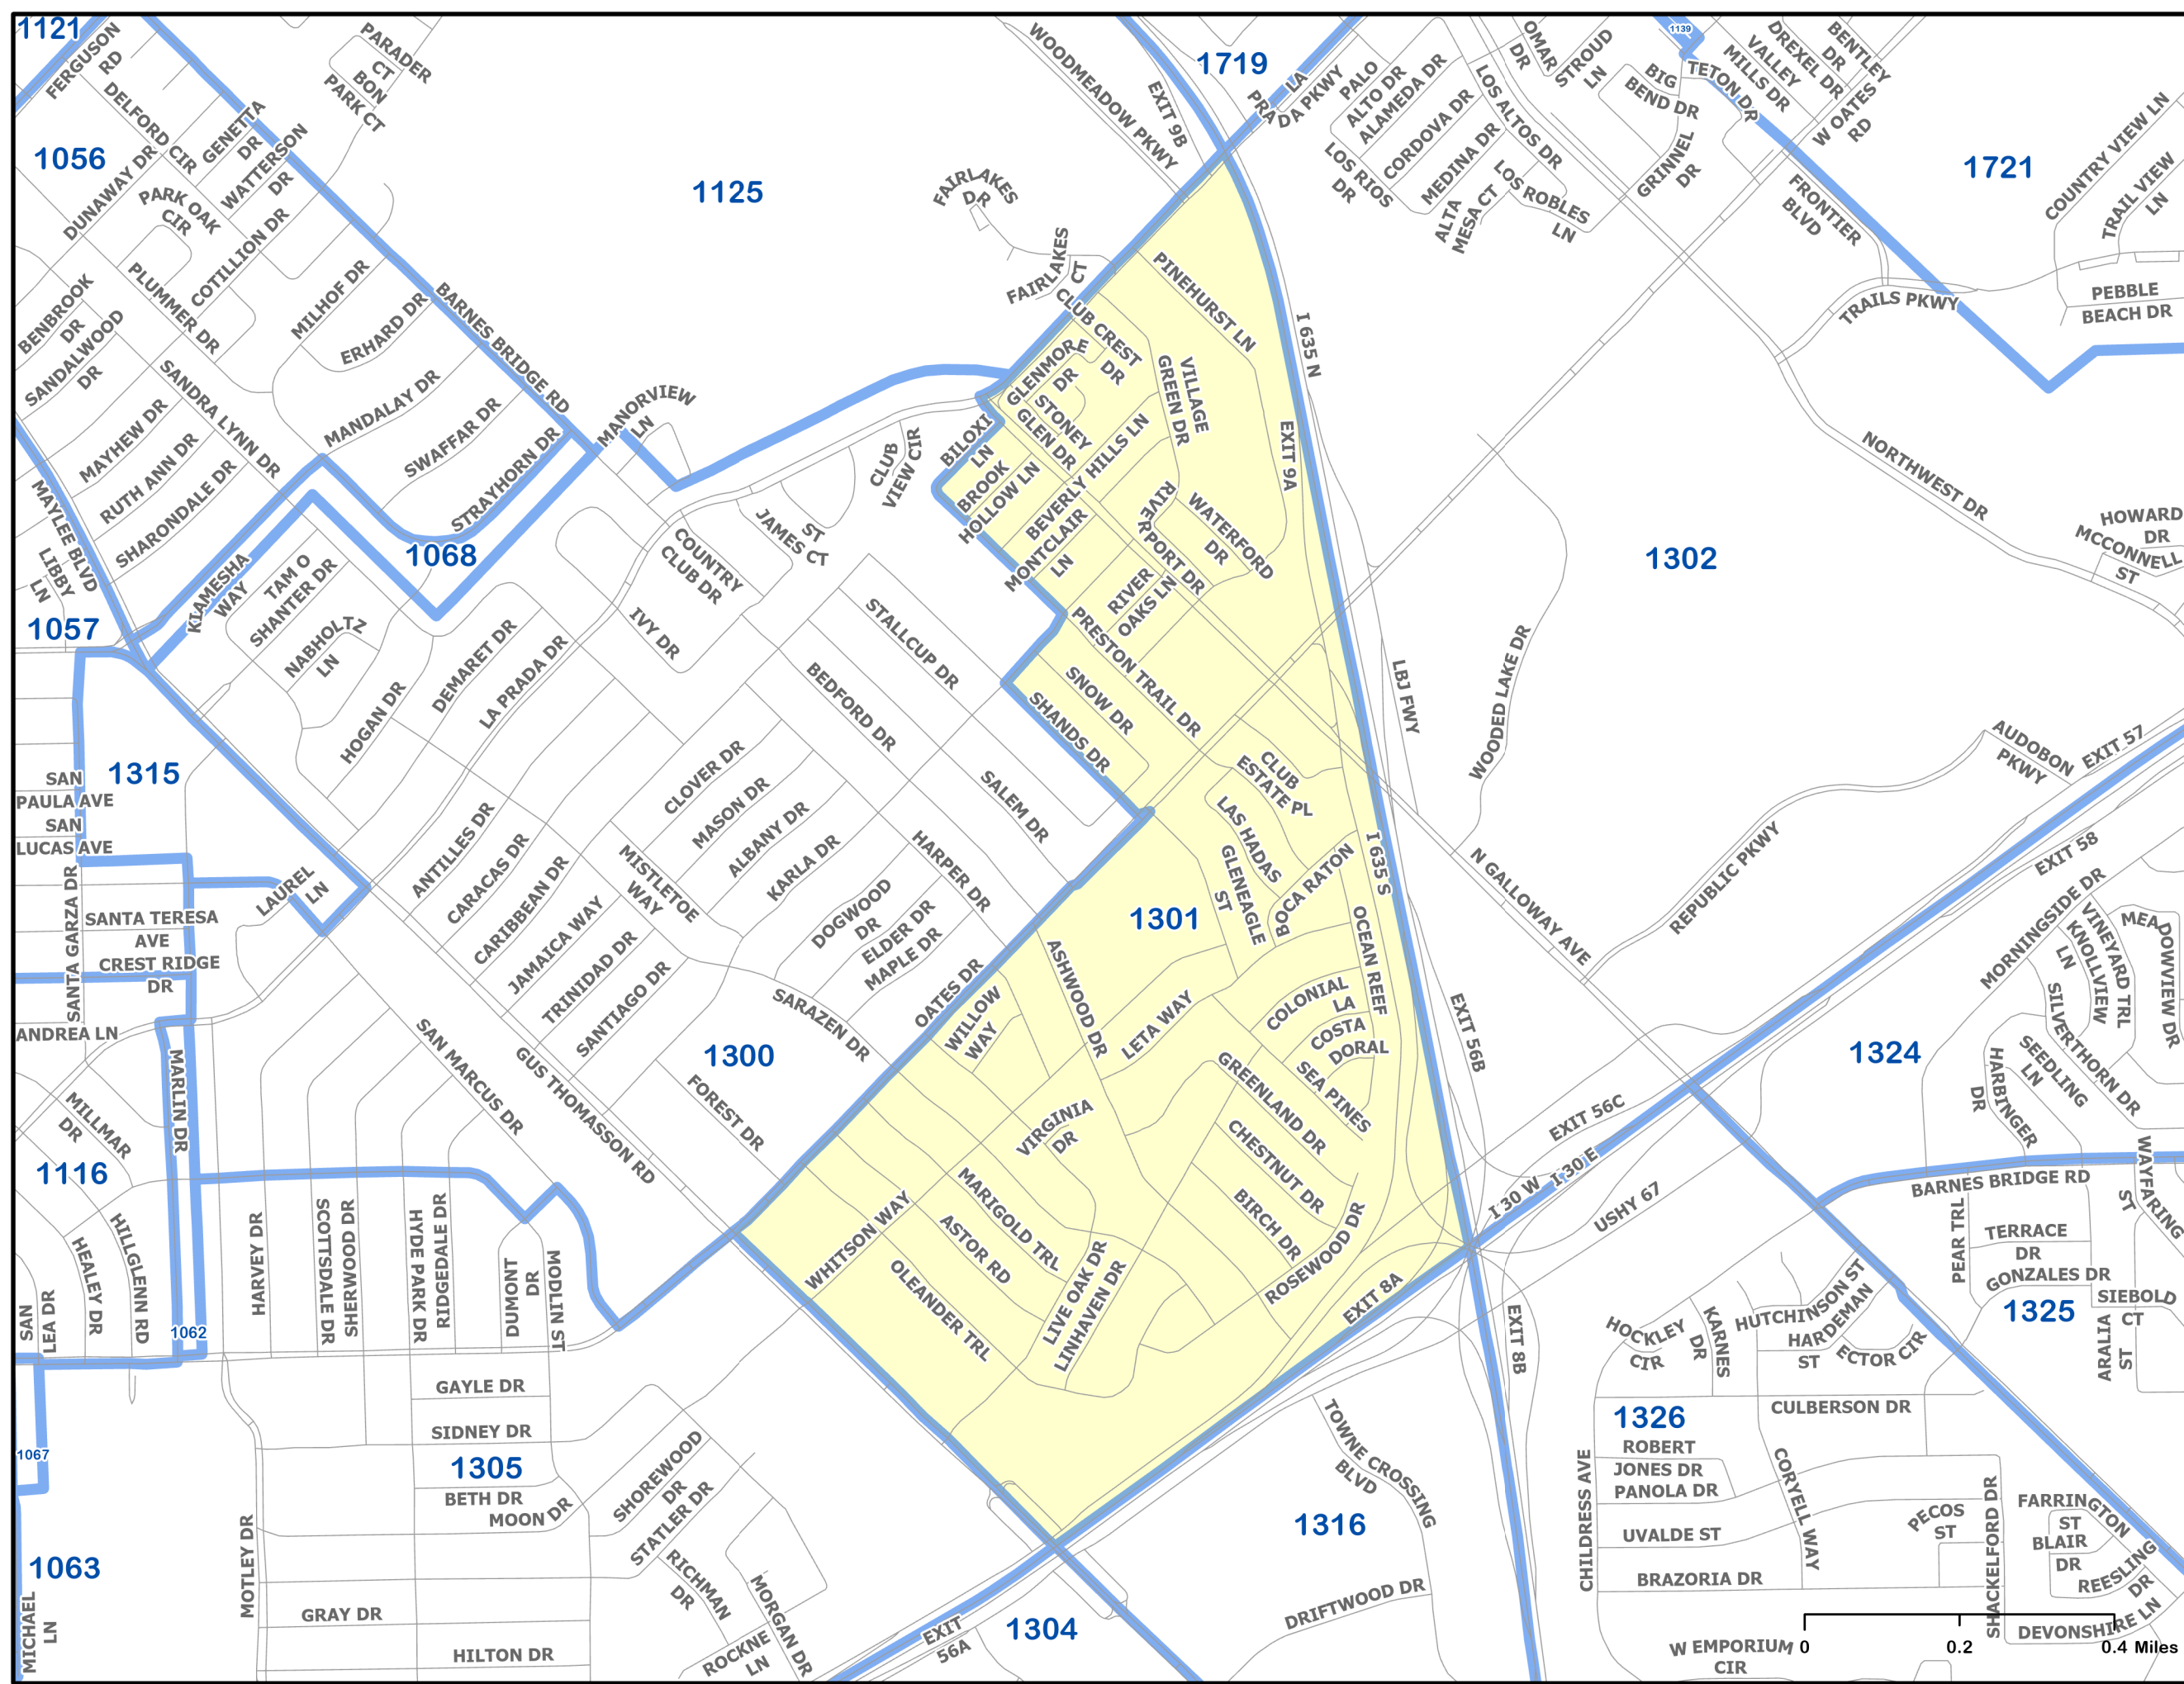 1121
FERGUSON
RD
PARADER
CT
BON
PARK CT
DELFORD CIR
GENETTA
DR
WATTERSON
DR
1056
DUNAWAY DR
PARK OAK
CIR
COTILLION DR
PLUMMER DR
MILHOF DR
ERHARD DR
BARNES BRIDGE RD
BENBROOK
DR
SANDALWOOD
DR
SANDRA LYNN DR
MANDALAY DR
SWAFFAR DR
STRAYHORN DR
MAYHEW DR
RUTH ANN DR
SHARONDALE DR
MAYLEE BLVD
LIBBY
LN
1057
KIAMESHA
WAY
1068
MANORVIEW
LN
1125
WOODMEADOW PKWY
EXIT 9B
1719
LA
PRA
DA PKWY
FAIRLAKES
DR
FAIRLAKES
CT
PALO
ALTO DR
ALAMEDA DR
CORDOVA DR
MEDINA DR
LOS RIOS
DR
ALTA
MESA CT
LOS ALTOS DR
LOS ROBLES
LN
OMAR
DR
STROUD
LN
BIG
BEND DR
GRINNEL
DR
1139
TETON DR
MILLS DR
VALLEY
DREXEL DR
BENTLEY
DR
W OATES
RD
FRONTIER
BLVD
1721
COUNTRY VIEW LN
TRAIL VIEW
LN
TRAILS PKWY
PEBBLE
BEACH DR
NORTHWEST DR
HOWARD
DR
MCCONNELL
ST
PINEHURST LN
CLUB CREST
DR
GLENMORE
DR
STONEY
GLEN DR
VILLAGE
GREEN DR
I 635 N
EXIT 9A
BILOXI
LN
BROOK
HOLLOW LN
BEVERLY HILLS LN
MONTCLAIR
LN
RIVERPORT DR
WATERFORD
DR
RIVER
OAKS LN
PRESTON TRAIL DR
SNOW DR
SHANDS DR
CLUB
VIEW CIR
ST
JAMES CT
COUNTRY
CLUB DR
IVY DR
STALLCUP DR
BEDFORD DR
SALEM DR
TAM O
SHANTER DR
NABHOLTZ
LN
HOGAN DR
DEMARET DR
LA PRADA DR
1302
LBJ FWY
WOODED LAKE DR
AUDOBON
PKWY
EXIT 57
EXIT 58
REPUBLIC PKWY
N GALLOWAY AVE
1315
SAN
PAULA AVE
SAN
LUCAS AVE
SANTA GARZA DR
LAUREL
LN
SANTA TERESA
AVE
CREST RIDGE
DR
ANDREA LN
ANTILLES DR
CARACAS DR
CARIBBEAN DR
JAMAICA WAY
TRINIDAD DR
SANTIAGO DR
MISTLETOE
WAY
CLOVER DR
MASON DR
ALBANY DR
KARLA DR
DOGWOOD
DR
ELDER DR
MAPLE DR
HARPER DR
SARAZEN DR
OATES DR
1300
FOREST DR
GUS THOMASSON RD
SAN MARCUS DR
1301
CLUB
ESTATE PL
LAS HADAS
GLENEAGLE
ST
BOCA RATON
I 635 S
OCEAN REEF
ASHWOOD DR
WILLOW
WAY
LETA WAY
COLONIAL
LA
COSTA
DORAL
SEA PINES
GREENLAND DR
CHESTNUT DR
BIRCH DR
ROSEWOOD DR
VIRGINIA
DR
MARIGOLD TRL
ASTOR RD
WHITSON WAY
OLEANDER TRL
LIVE OAK DR
LINHAVEN DR
EXIT 8A
EXIT 56B
EXIT 56C
I 30 W
I 30 E
USHY 67
EXIT 8B
1324
MORNINGSIDE DR
MEA
DOWVIEW DR
VINEYARD TRL
KNOLLVIEW
LN
SILVERTHORN DR
SEEDLING
LN
HARBINGER
DR
WAYFARING
ST
BARNES BRIDGE RD
PEAR TRL
TERRACE
DR
GONZALES DR
1325
SIEBOLD
CT
ARALIA
ST
1116
MILLMAR
DR
MARLIN DR
HILLGLENN RD
HEALEY DR
SAN
LEA DR
1062
HARVEY DR
SCOTTSDALE DR
SHERWOOD DR
HYDE PARK DR
RIDGEDALE DR
DUMONT
DR
MODLIN ST
1067
1063
MICHAEL
LN
MOTLEY DR
GAYLE DR
SIDNEY DR
1305
BETH DR
MOON DR
GRAY DR
HILTON DR
SHOREWOOD
DR
STATLER DR
RICHMAN
DR
MORGAN DR
ROCKNE
LN
EXIT
56A
1304
1316
TOWNE CROSSING
BLVD
DRIFTWOOD DR
HOCKLEY
CIR
KARNES
DR
HUTCHINSON ST
HARDEMAN
ST
ECTOR CIR
CULBERSON DR
1326
ROBERT
JONES DR
PANOLA DR
UVALDE ST
BRAZORIA DR
CHILDRESS AVE
CORYELL WAY
PECOS
ST
SHACKELFORD DR
FARRINGTON
ST
BLAIR
DR
REESLING
DR
DEVONSHIRE LN
W EMPORIUM
CIR
0 0.2 0.4 Miles